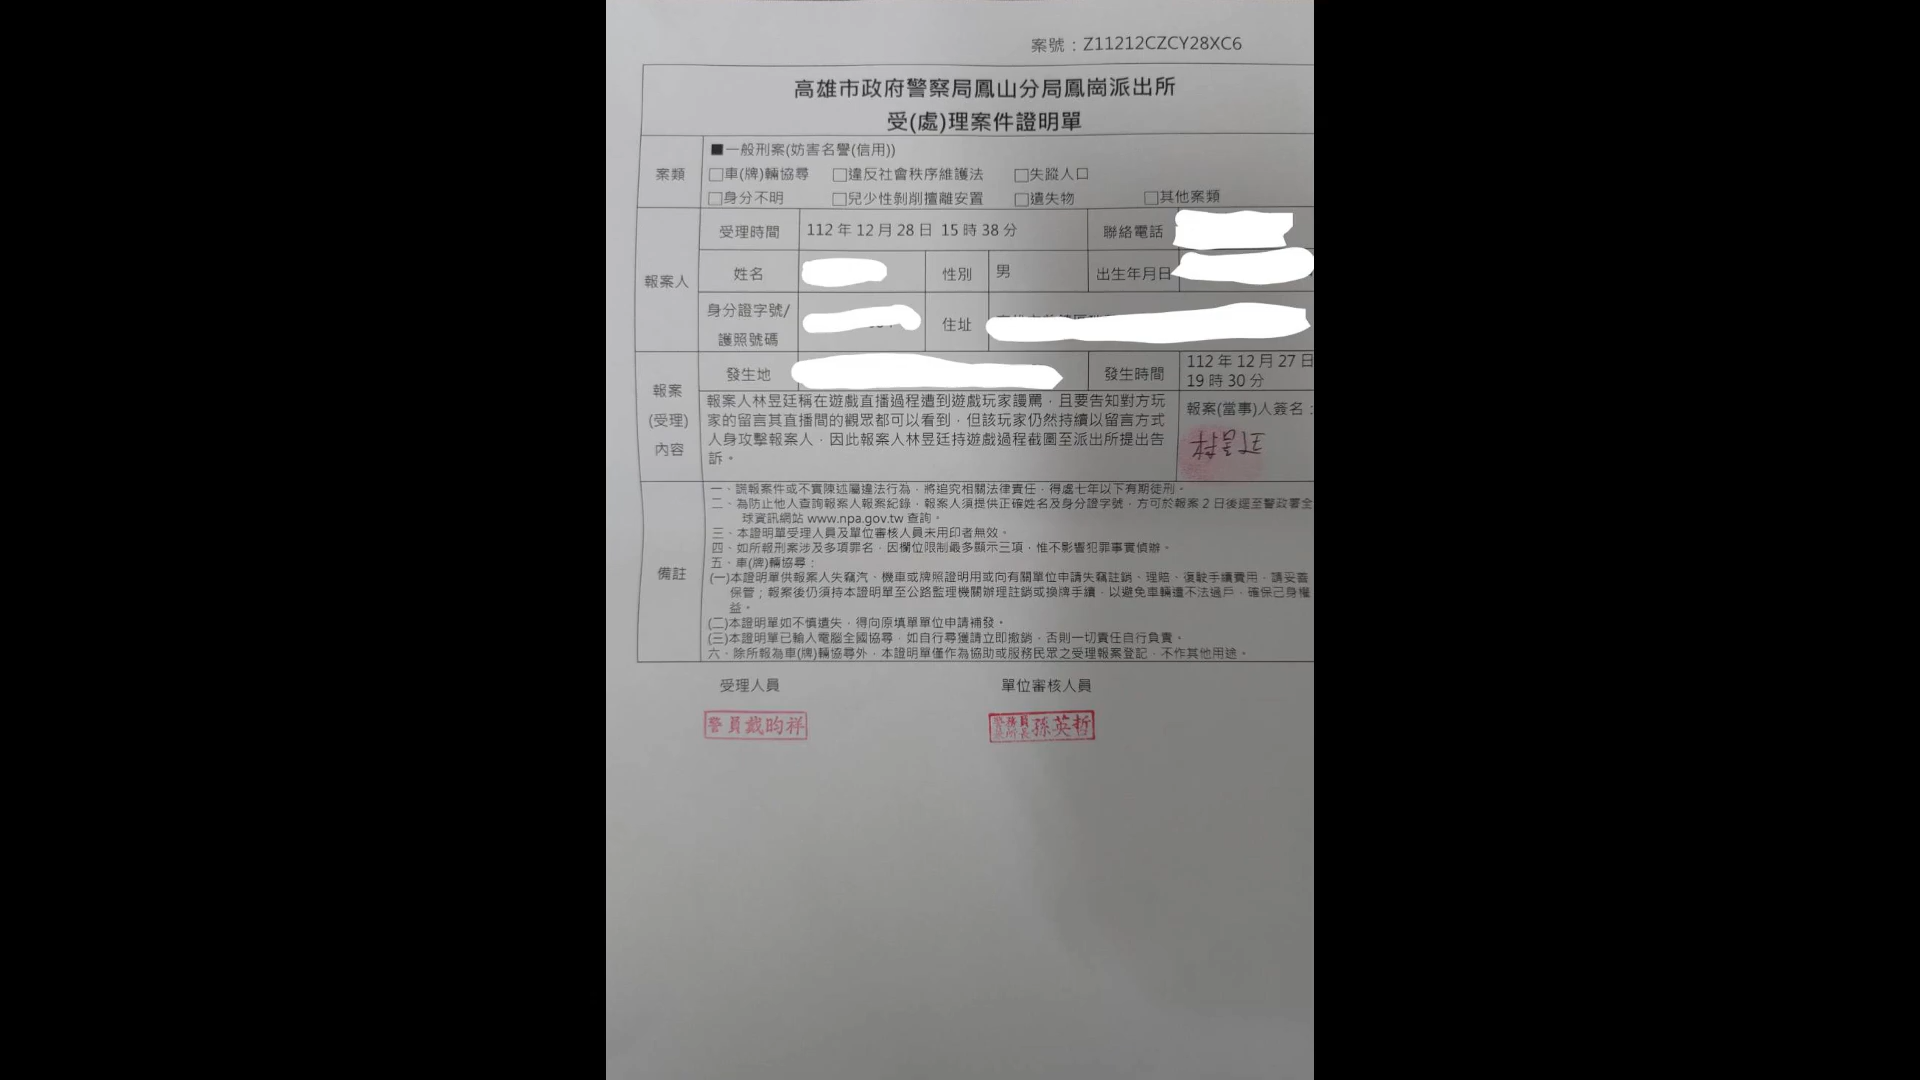 案號：Z11212CZCY28XC6
高雄市政府警察局鳳山分局鳳崗派出所
受(處)理案件證明單
案類
■一般刑案(妨害名譽(信用))
□車(牌)輛協尋 □違反社會秩序維護法 □失蹤人口
□身分不明 □兒少性剝削擅離安置 □遺失物 □其他案類
報案人
受理時間 112 年 12 月 28 日 15 時 38 分 聯絡電話
姓名 性別 男 出生年月日
身分證字號/
護照號碼
住址
報案
(受理)
內容
發生地 發生時間
112 年 12 月 27 日
19 時 30 分
報案人林昱廷稱在遊戲直播過程遭到遊戲玩家謾罵，且要告知對方玩
家的留言其直播間的觀眾都可以看到，但該玩家仍然持續以留言方式
人身攻擊報案人，因此報案人林昱廷持遊戲過程截圖至派出所提出告
訴。
報案(當事)人簽名：
林昱廷
備註
一、謊報案件或不實陳述屬違法行為，將追究相關法律責任，得處七年以下有期徒刑。
二、為防止他人查詢報案人報案紀錄，報案人須提供正確姓名及身分證字號，方可於報案 2 日後逕至警政署全
球資訊網站 www.npa.gov.tw 查詢。
三、本證明單受理人員及單位審核人員未用印者無效。
四、如所報刑案涉及多項罪名，因欄位限制最多顯示三項，惟不影響犯罪事實偵辦。
五、車(牌)輛協尋：
(一)本證明單供報案人失竊汽、機車或牌照證明用或向有關單位申請失竊註銷、理賠、復駛手續費用，請妥善
保管；報案後仍須持本證明單至公路監理機關辦理註銷或換牌手續，以避免車輛遭不法過戶，確保己身權
益。
(二)本證明單如不慎遺失，得向原填單單位申請補發。
(三)本證明單已輸入電腦全國協尋，如自行尋獲請立即撤銷，否則一切責任自行負責。
六、除所報為車(牌)輛協尋外，本證明單僅作為協助或服務民眾之受理報案登記，不作其他用途。
受理人員 單位審核人員
警員戴昀祥
警務員
兼所長
孫英哲